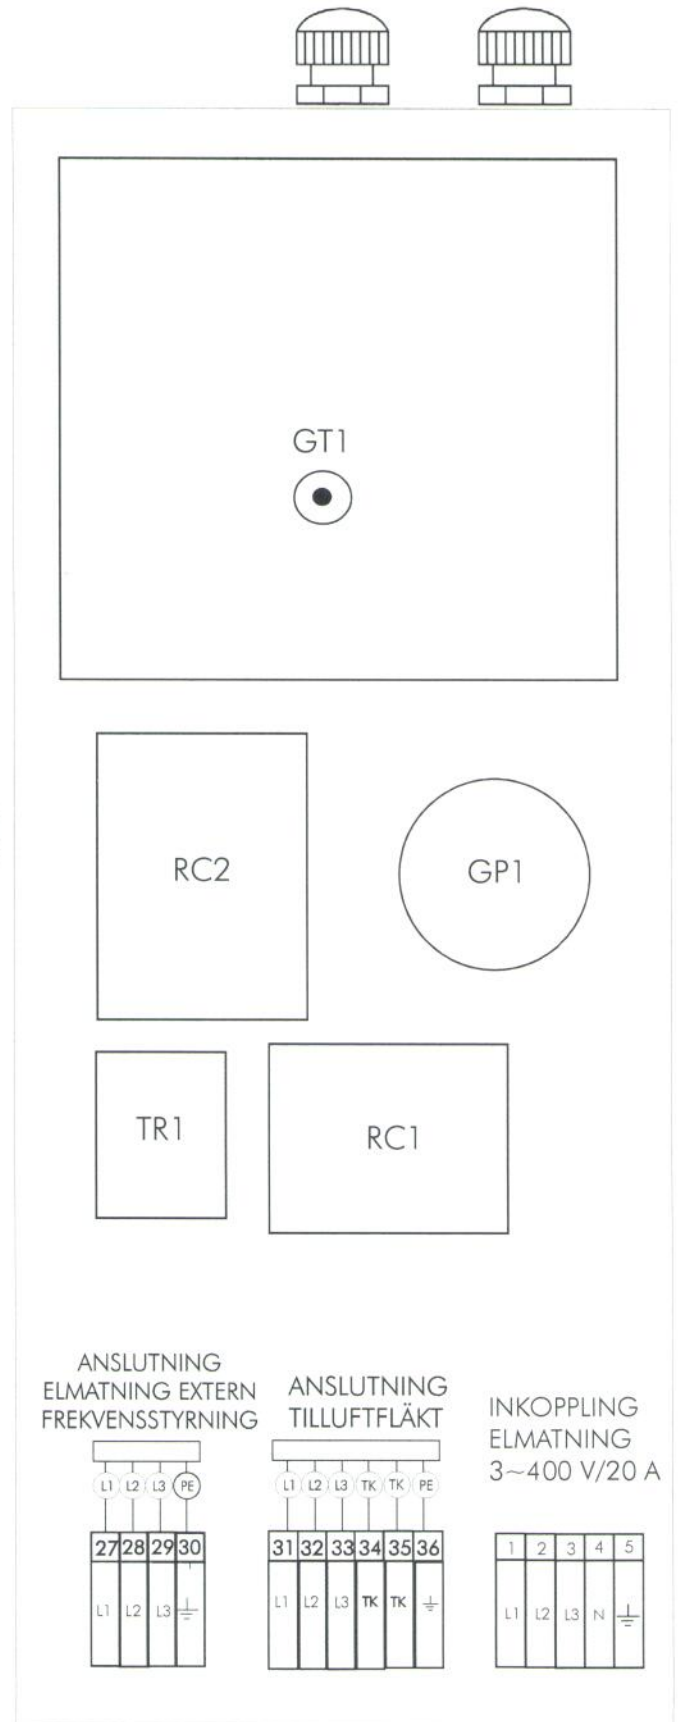 GT1
RC2
GP1
TR1
RC1
ANSLUTNING
ELMATNING EXTERN
FREKVENSSTYRNING
L1 L2 L3 PE
27 28 29 30
L1 L2 L3
ANSLUTNING
TILLUFTFLÄKT
L1 L2 L3 TK TK PE
31 32 33 34 35 36
L1 L2 L3 TK TK
INKOPPLING
ELMATNING
3~400 V/20 A
1 2 3 4 5
L1 L2 L3 N